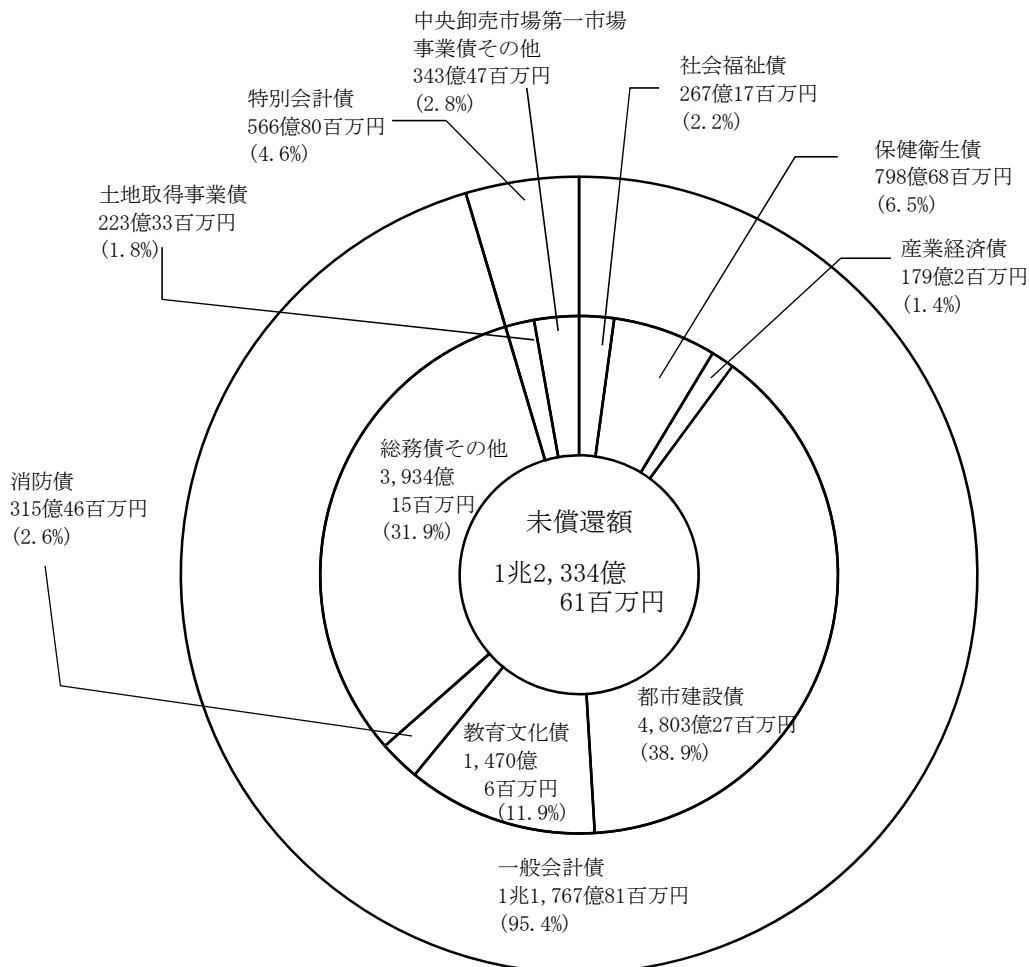 中央卸売市場第一市場
事業債その他
343億47百万円
(2.8%)
社会福祉債
267億17百万円
(2.2%)
特別会計債
566億80百万円
(4.6%)
保健衛生債
798億68百万円
(6.5%)
土地取得事業債
223億33百万円
(1.8%)
産業経済債
179億2百万円
(1.4%)
総務債その他
3,934億
15百万円
(31.9%)
消防債
315億46百万円
(2.6%)
未償還額
1兆2,334億
61百万円
都市建設債
4,803億27百万円
(38.9%)
教育文化債
1,470億
6百万円
(11.9%)
一般会計債
1兆1,767億81百万円
(95.4%)